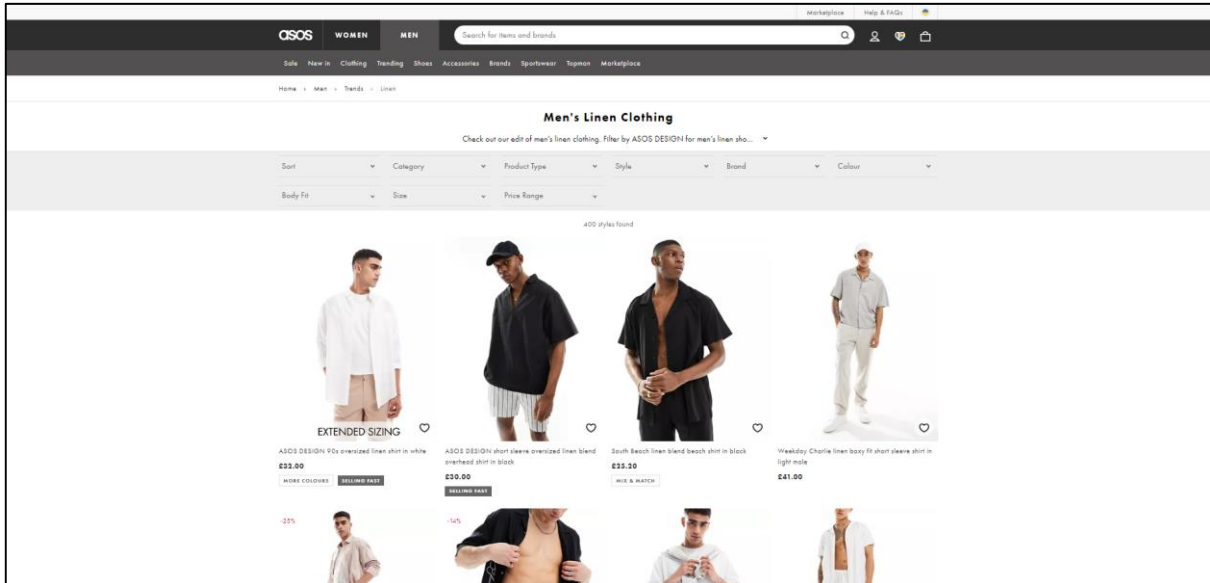 Marketplace Help & FAQs
asos WOMEN MEN Search for items and brands
Sale New in Clothing Trending Shoes Accessories Brands Sportswear Topman Marketplace
Home › Men › Trends › Linen
Men's Linen Clothing
Check out our edit of men's linen clothing. Filter by ASOS DESIGN for men's linen sho...
Sort Category Product Type Style Brand Colour
Body Fit Size Price Range
400 styles found
EXTENDED SIZING
ASOS DESIGN 90s oversized linen shirt in white
£32.00
MORE COLOURS SELLING FAST
ASOS DESIGN short sleeve oversized linen blend
overhead shirt in black
£30.00
SELLING FAST
South Beach linen blend beach shirt in black
£25.20
MIX & MATCH
Weekday Charlie linen boxy fit short sleeve shirt in
light mole
£41.00
-25%
-14%